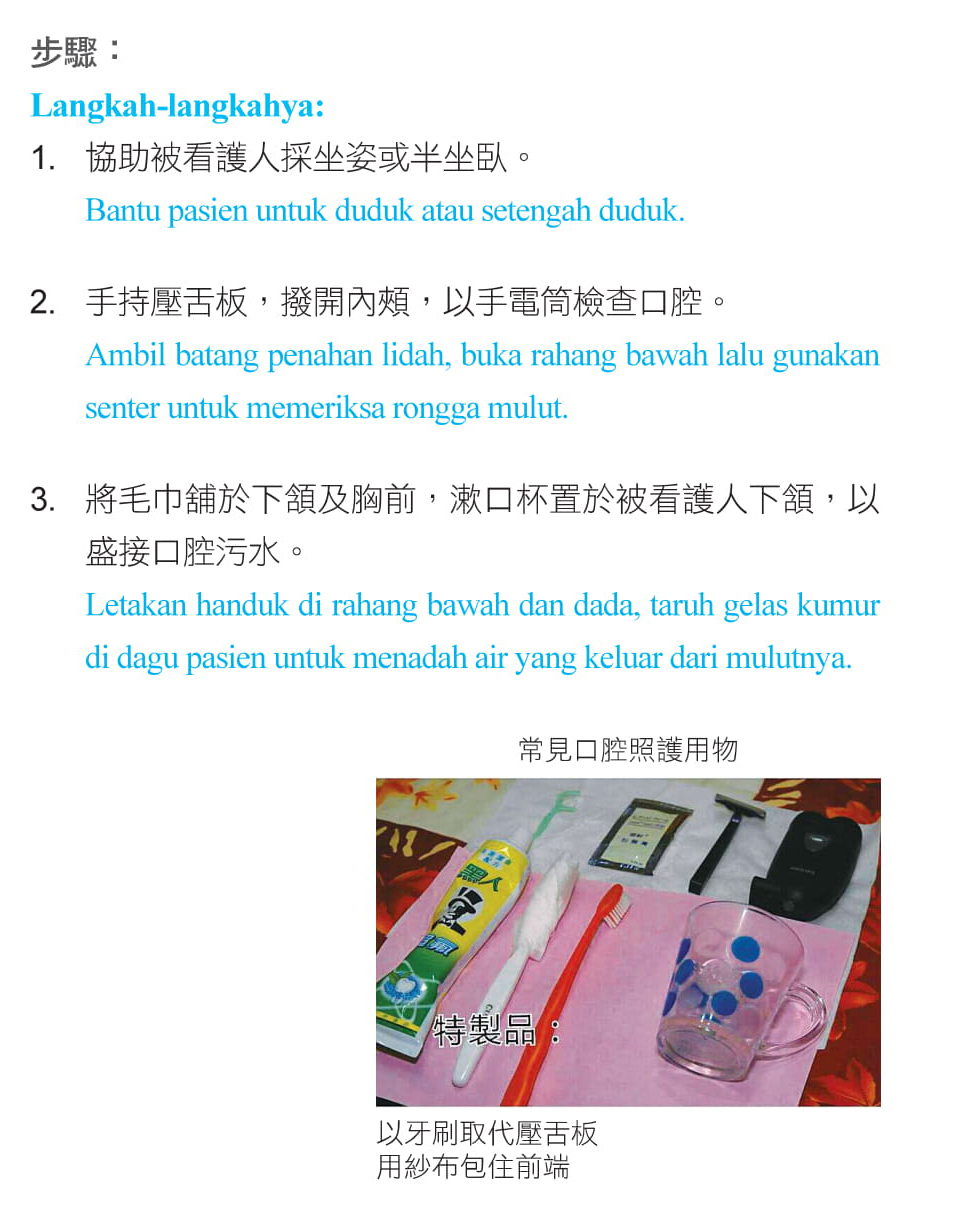 步驟：
Langkah-langkahya:
1. 協助被看護人採坐姿或半坐臥。
Bantu pasien untuk duduk atau setengah duduk.
2. 手持壓舌板，撥開內頰，以手電筒檢查口腔。
Ambil batang penahan lidah, buka rahang bawah lalu gunakan
senter untuk memeriksa rongga mulut.
3. 將毛巾舖於下頷及胸前，漱口杯置於被看護人下頷，以
盛接口腔污水。
Letakan handuk di rahang bawah dan dada, taruh gelas kumur
di dagu pasien untuk menadah air yang keluar dari mulutnya.
常見口腔照護用物
黑人
特製品：
以牙刷取代壓舌板
用紗布包住前端